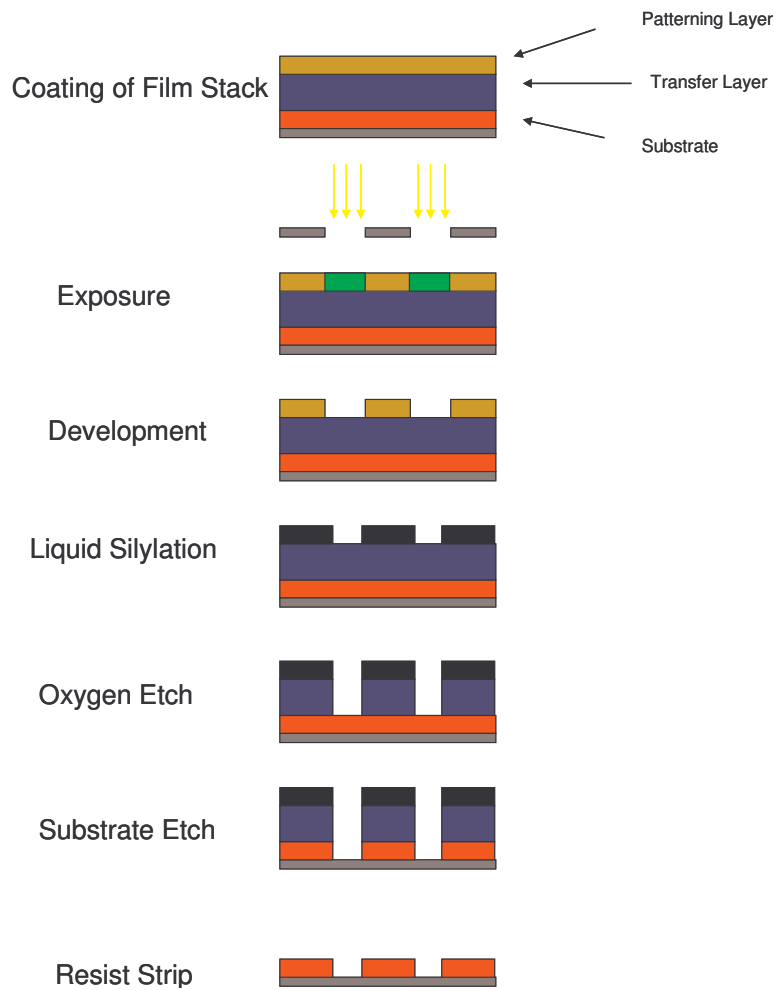 Patterning Layer
Coating of Film Stack
Transfer Layer
Substrate
Exposure
Development
Liquid Silylation
Oxygen Etch
Substrate Etch
Resist Strip